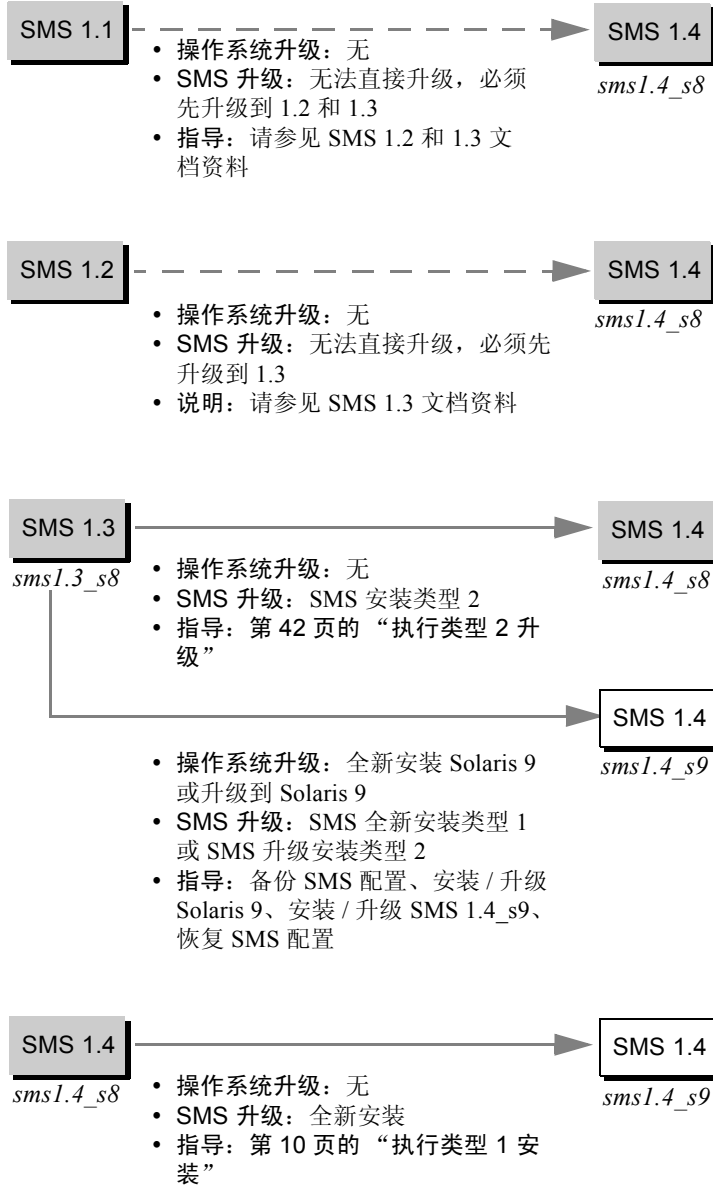 SMS 1.1
SMS 1.4
sms1.4_s8
• 操作系统升级：无
• SMS 升级：无法直接升级，必须
先升级到 1.2 和 1.3
• 指导：请参见 SMS 1.2 和 1.3 文
档资料
SMS 1.2
SMS 1.4
sms1.4_s8
• 操作系统升级：无
• SMS 升级：无法直接升级，必须先
升级到 1.3
• 说明：请参见 SMS 1.3 文档资料
SMS 1.3
sms1.3_s8
SMS 1.4
sms1.4_s8
• 操作系统升级：无
• SMS 升级：SMS 安装类型 2
• 指导：第 42 页的 “执行类型 2 升
级”
SMS 1.4
sms1.4_s9
• 操作系统升级：全新安装 Solaris 9
或升级到 Solaris 9
• SMS 升级：SMS 全新安装类型 1
或 SMS 升级安装类型 2
• 指导：备份 SMS 配置、安装 / 升级
Solaris 9、安装 / 升级 SMS 1.4_s9、
恢复 SMS 配置
SMS 1.4
sms1.4_s8
SMS 1.4
sms1.4_s9
• 操作系统升级：无
• SMS 升级：全新安装
• 指导：第 10 页的 “执行类型 1 安
装”